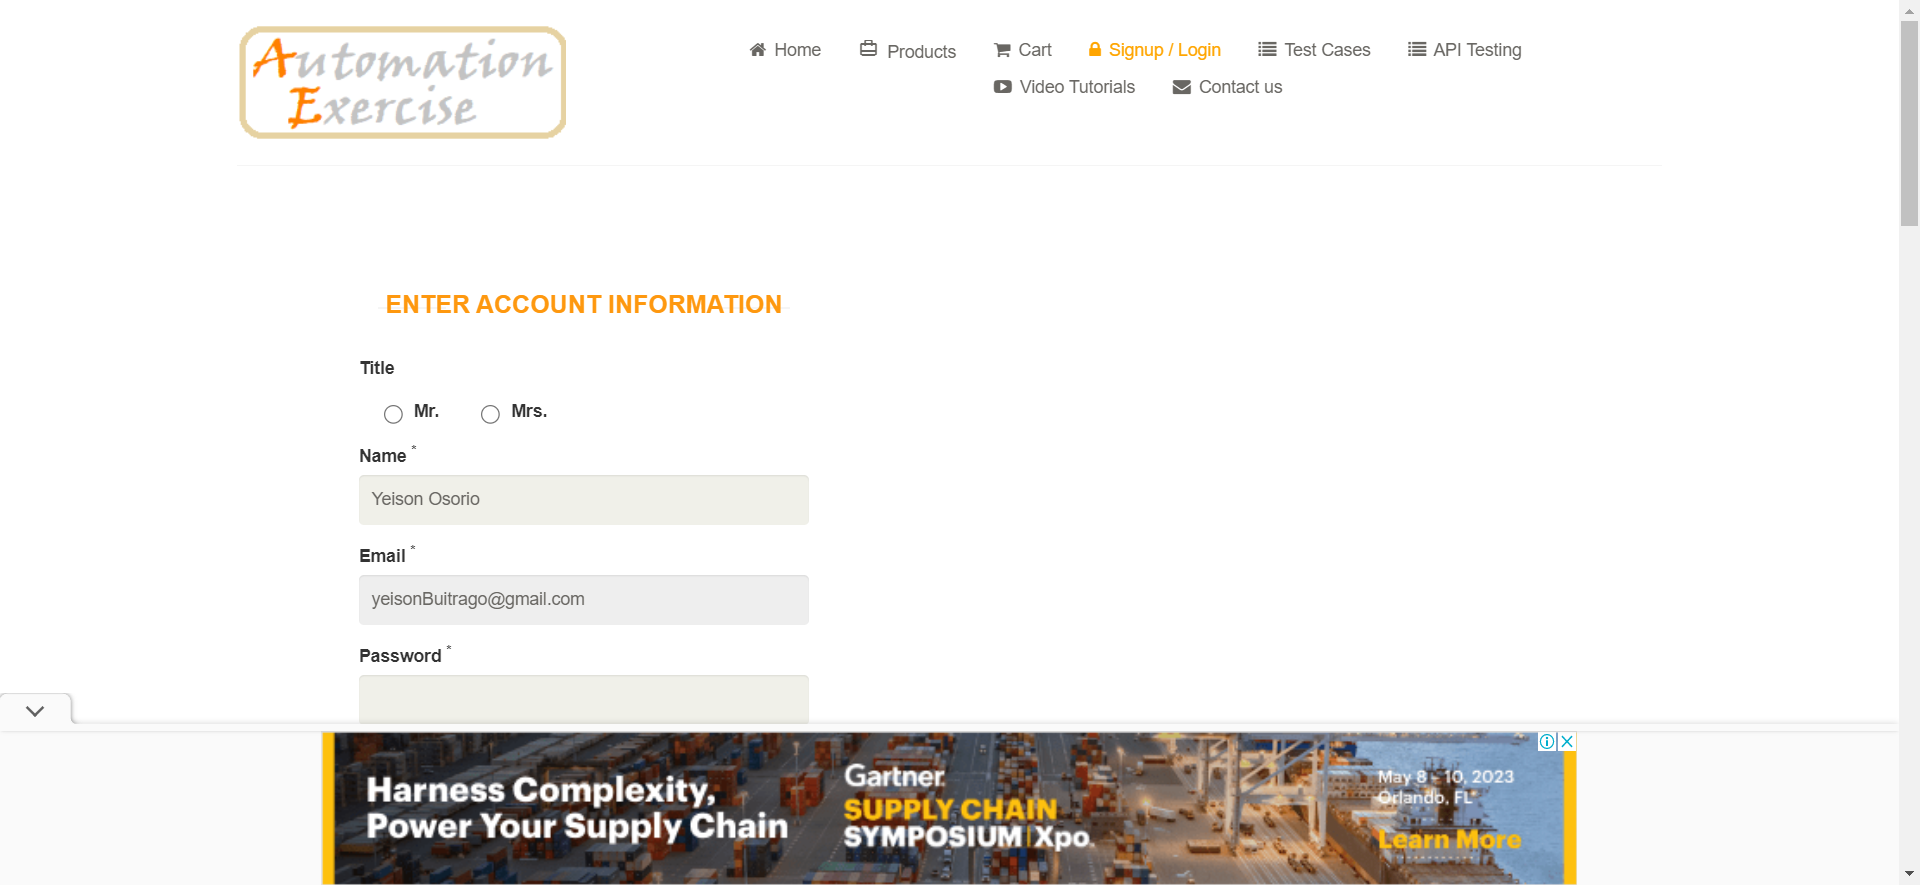 Automation
Exercise
Home
Products
Cart
Signup / Login
Test Cases
API Testing
Video Tutorials
Contact us
ENTER ACCOUNT INFORMATION
Title
Mr.
Mrs.
Name *
Yeison Osorio
Email *
yeisonBuitrago@gmail.com
Password *
Harness Complexity,
Power Your Supply Chain
Gartner
SUPPLY CHAIN
SYMPOSIUM | Xpo
May 8 - 10, 2023
Orlando, FL
Learn More